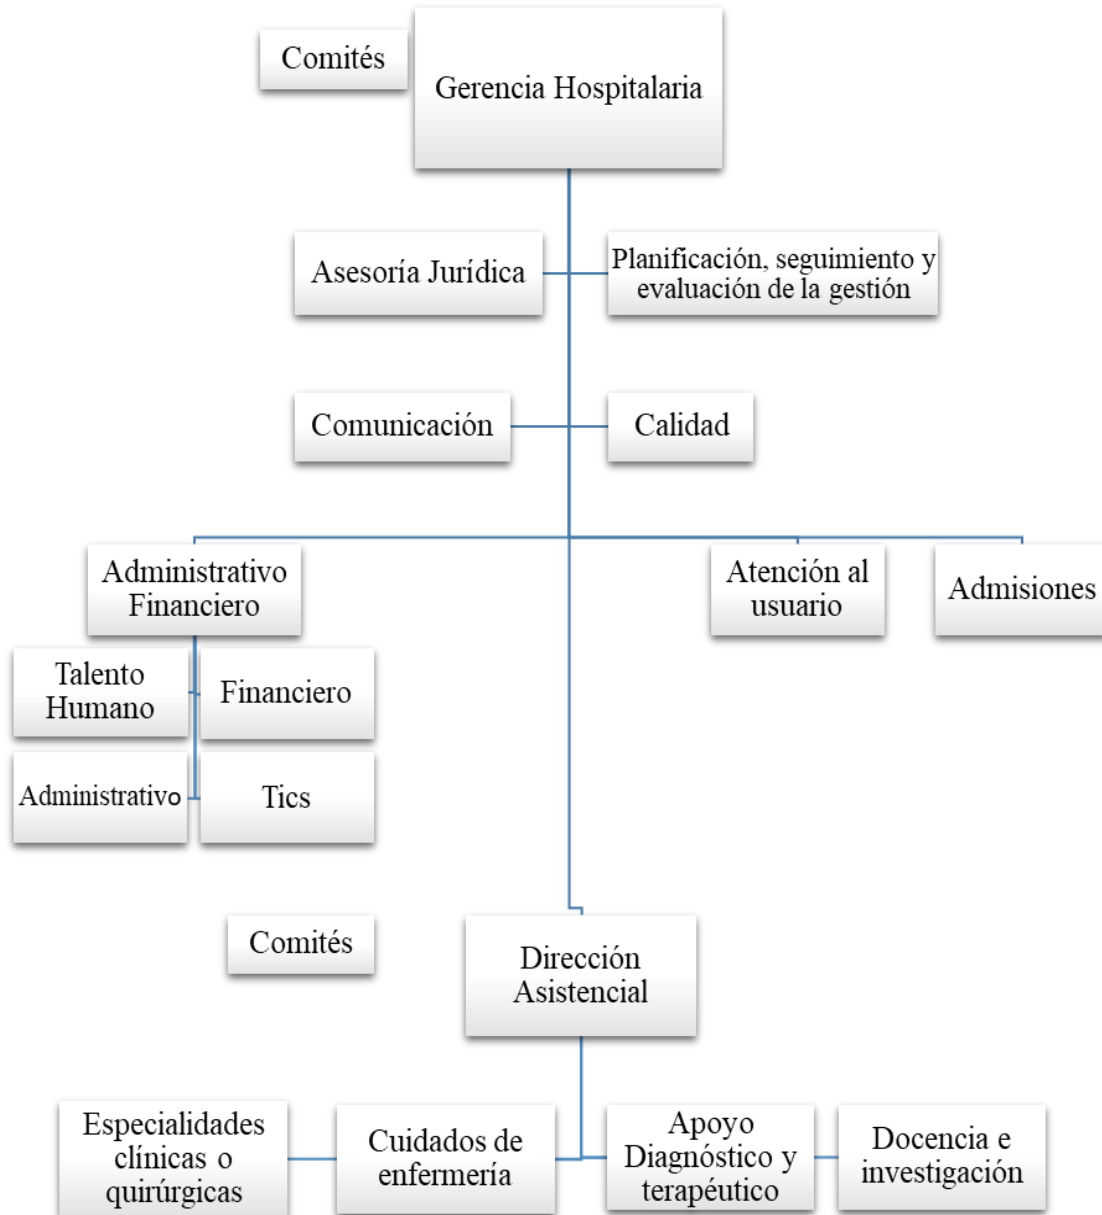 Comités
Gerencia Hospitalaria
Asesoría Jurídica
Planificación, seguimiento y
evaluación de la gestión
Comunicación
Calidad
Administrativo
Financiero
Atención al
usuario
Admisiones
Talento
Humano
Financiero
Administrativo
Tics
Comités
Dirección
Asistencial
Especialidades
clínicas o
quirúrgicas
Cuidados de
enfermería
Apoyo
Diagnóstico y
terapéutico
Docencia e
investigación